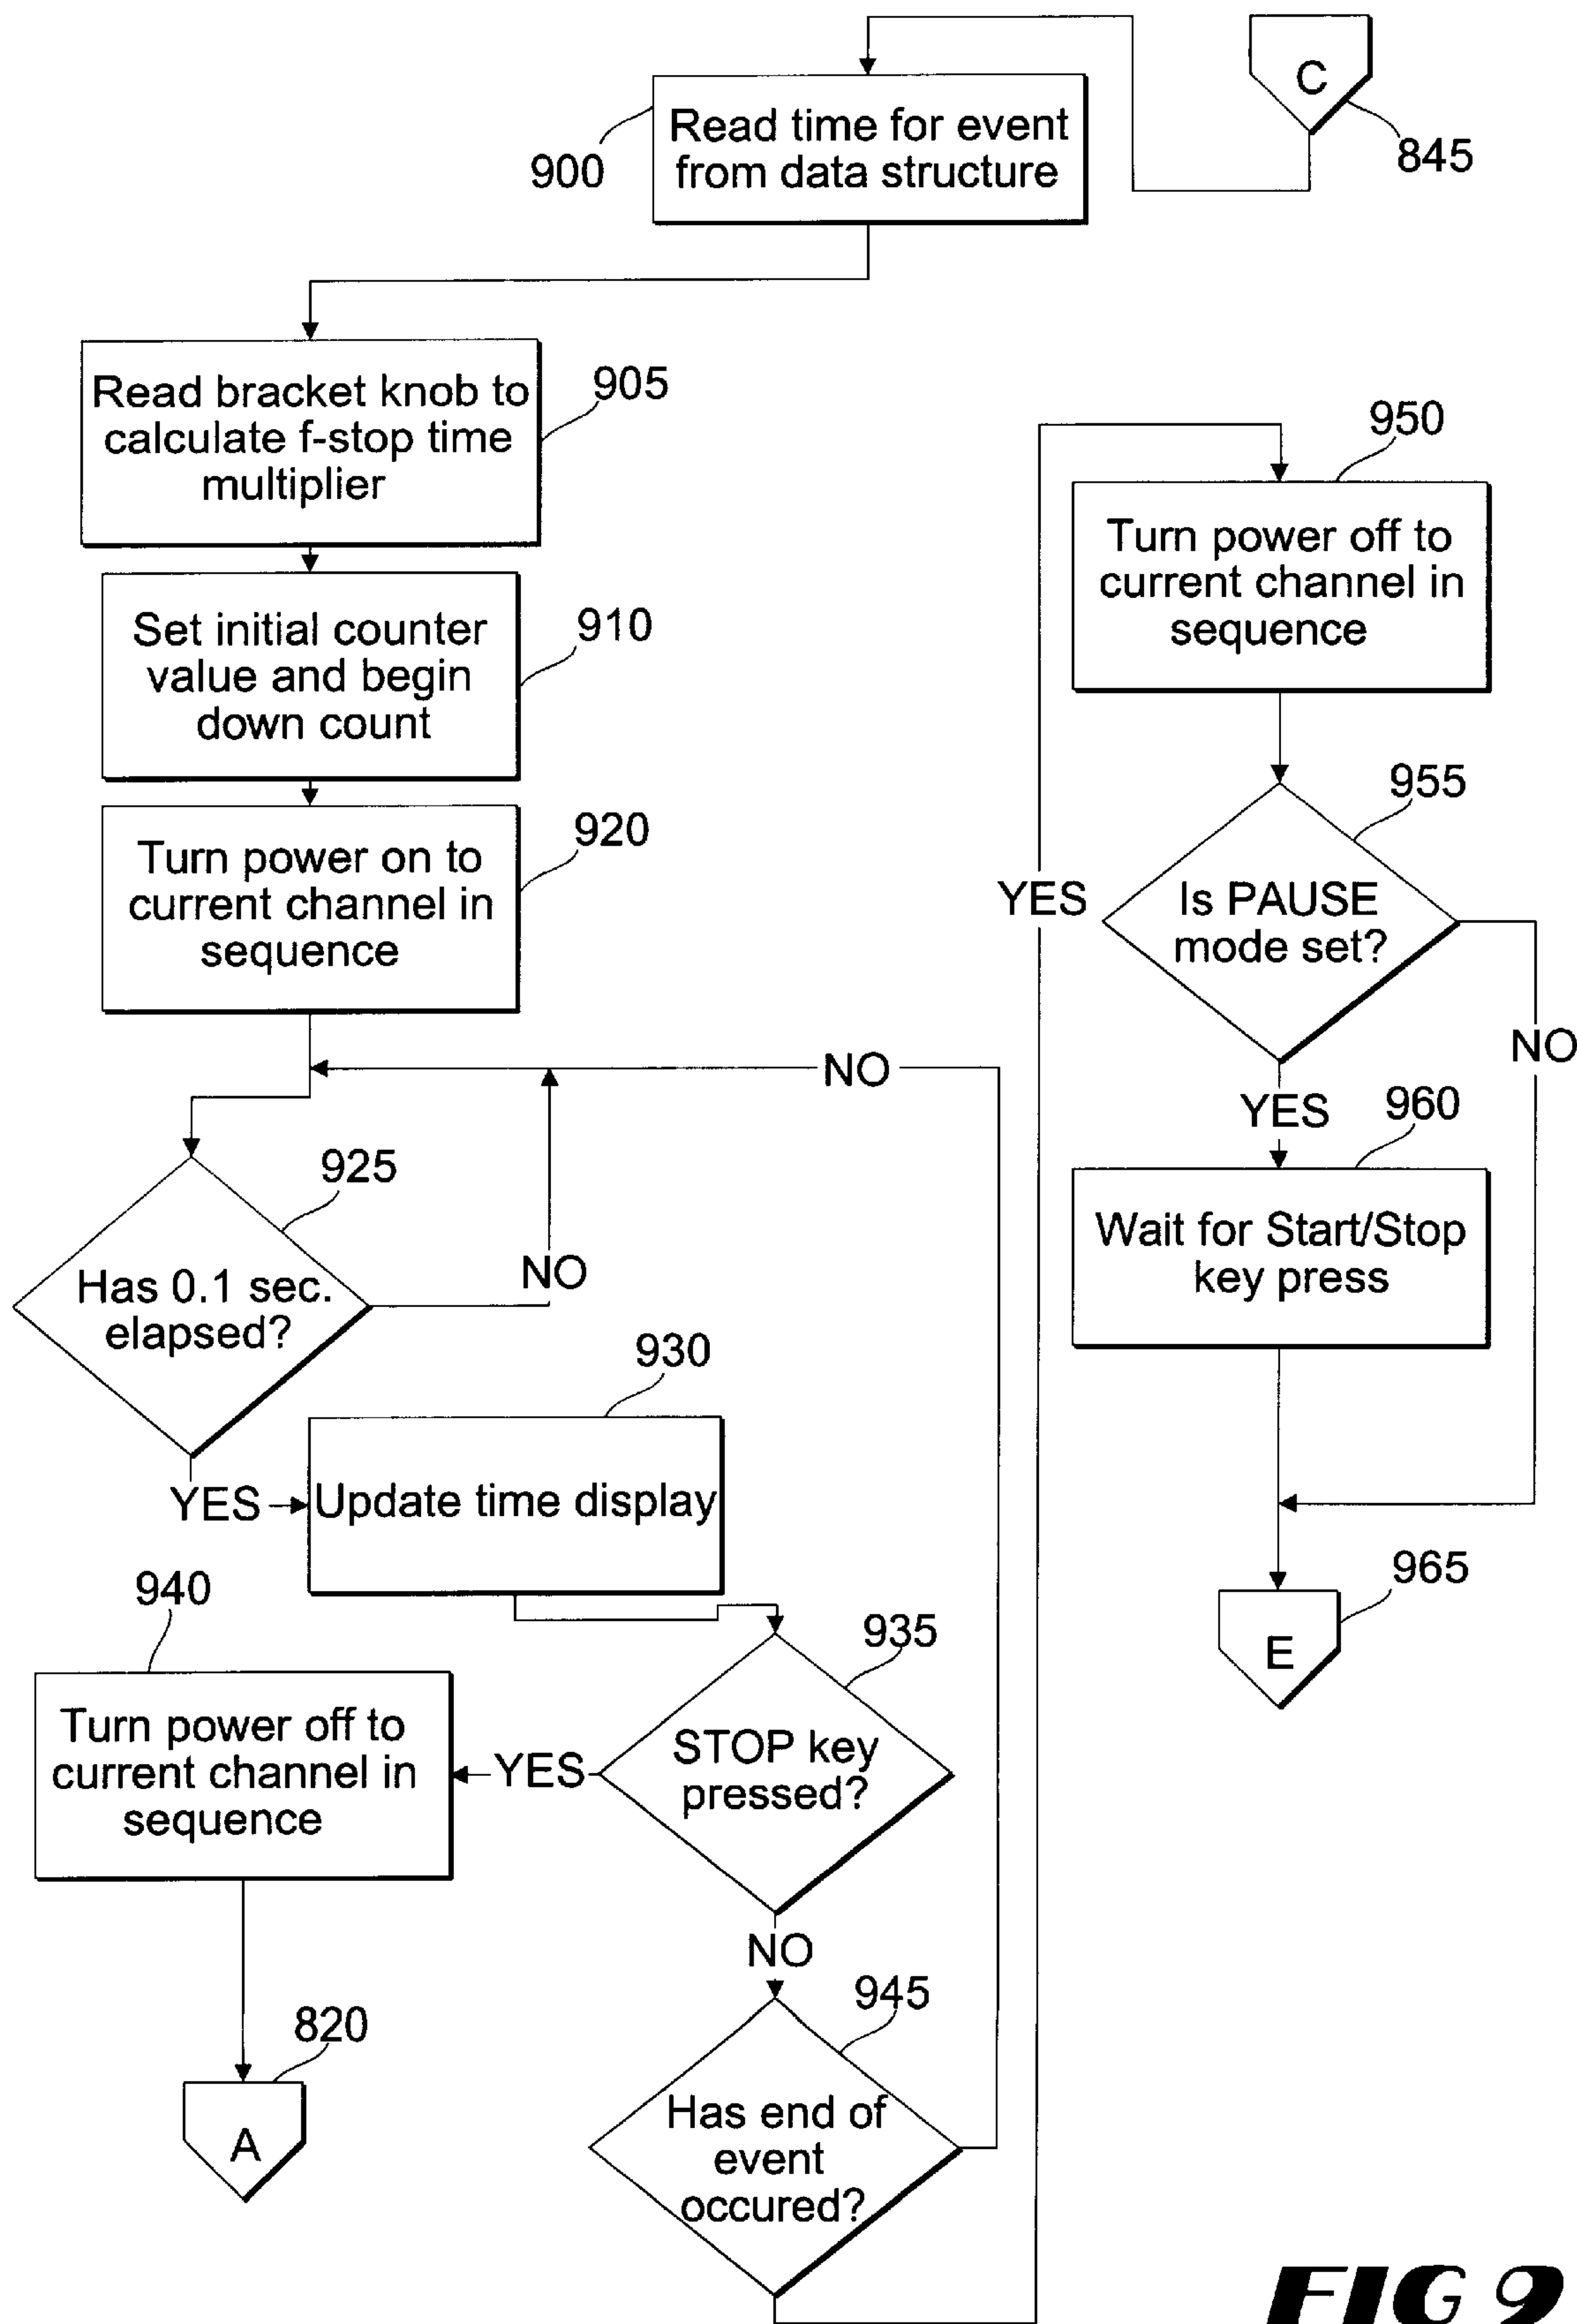 C
845
Read time for event
from data structure
900
Read bracket knob to
calculate f-stop time
multiplier
905
Set initial counter
value and begin
down count
910
Turn power on to
current channel in
sequence
920
NO
Has 0.1 sec.
elapsed?
925
NO
YES
Update time display
930
STOP key
pressed?
935
YES
Turn power off to
current channel in
sequence
940
A
820
NO
Has end of
event
occured?
945
YES
Turn power off to
current channel in
sequence
950
Is PAUSE
mode set?
955
NO
YES
Wait for Start/Stop
key press
960
E
965
FIG 9